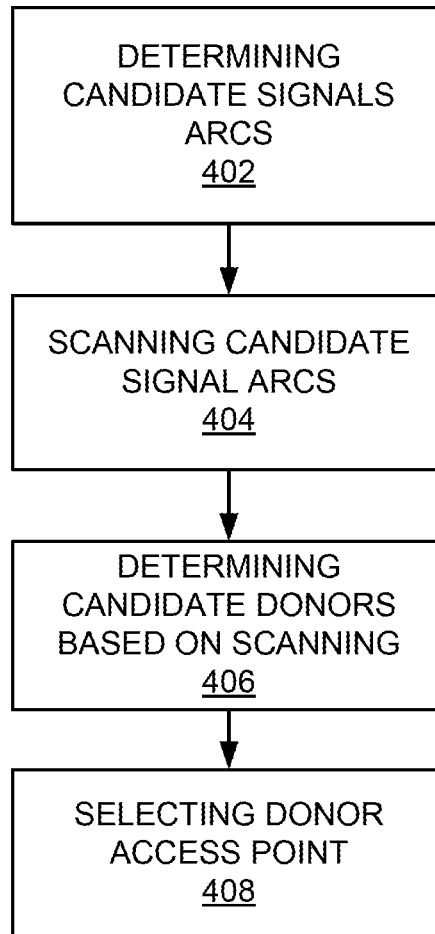 DETERMINING
CANDIDATE SIGNALS
ARCS
402
SCANNING CANDIDATE
SIGNAL ARCS
404
DETERMINING
CANDIDATE DONORS
BASED ON SCANNING
406
SELECTING DONOR
ACCESS POINT
408